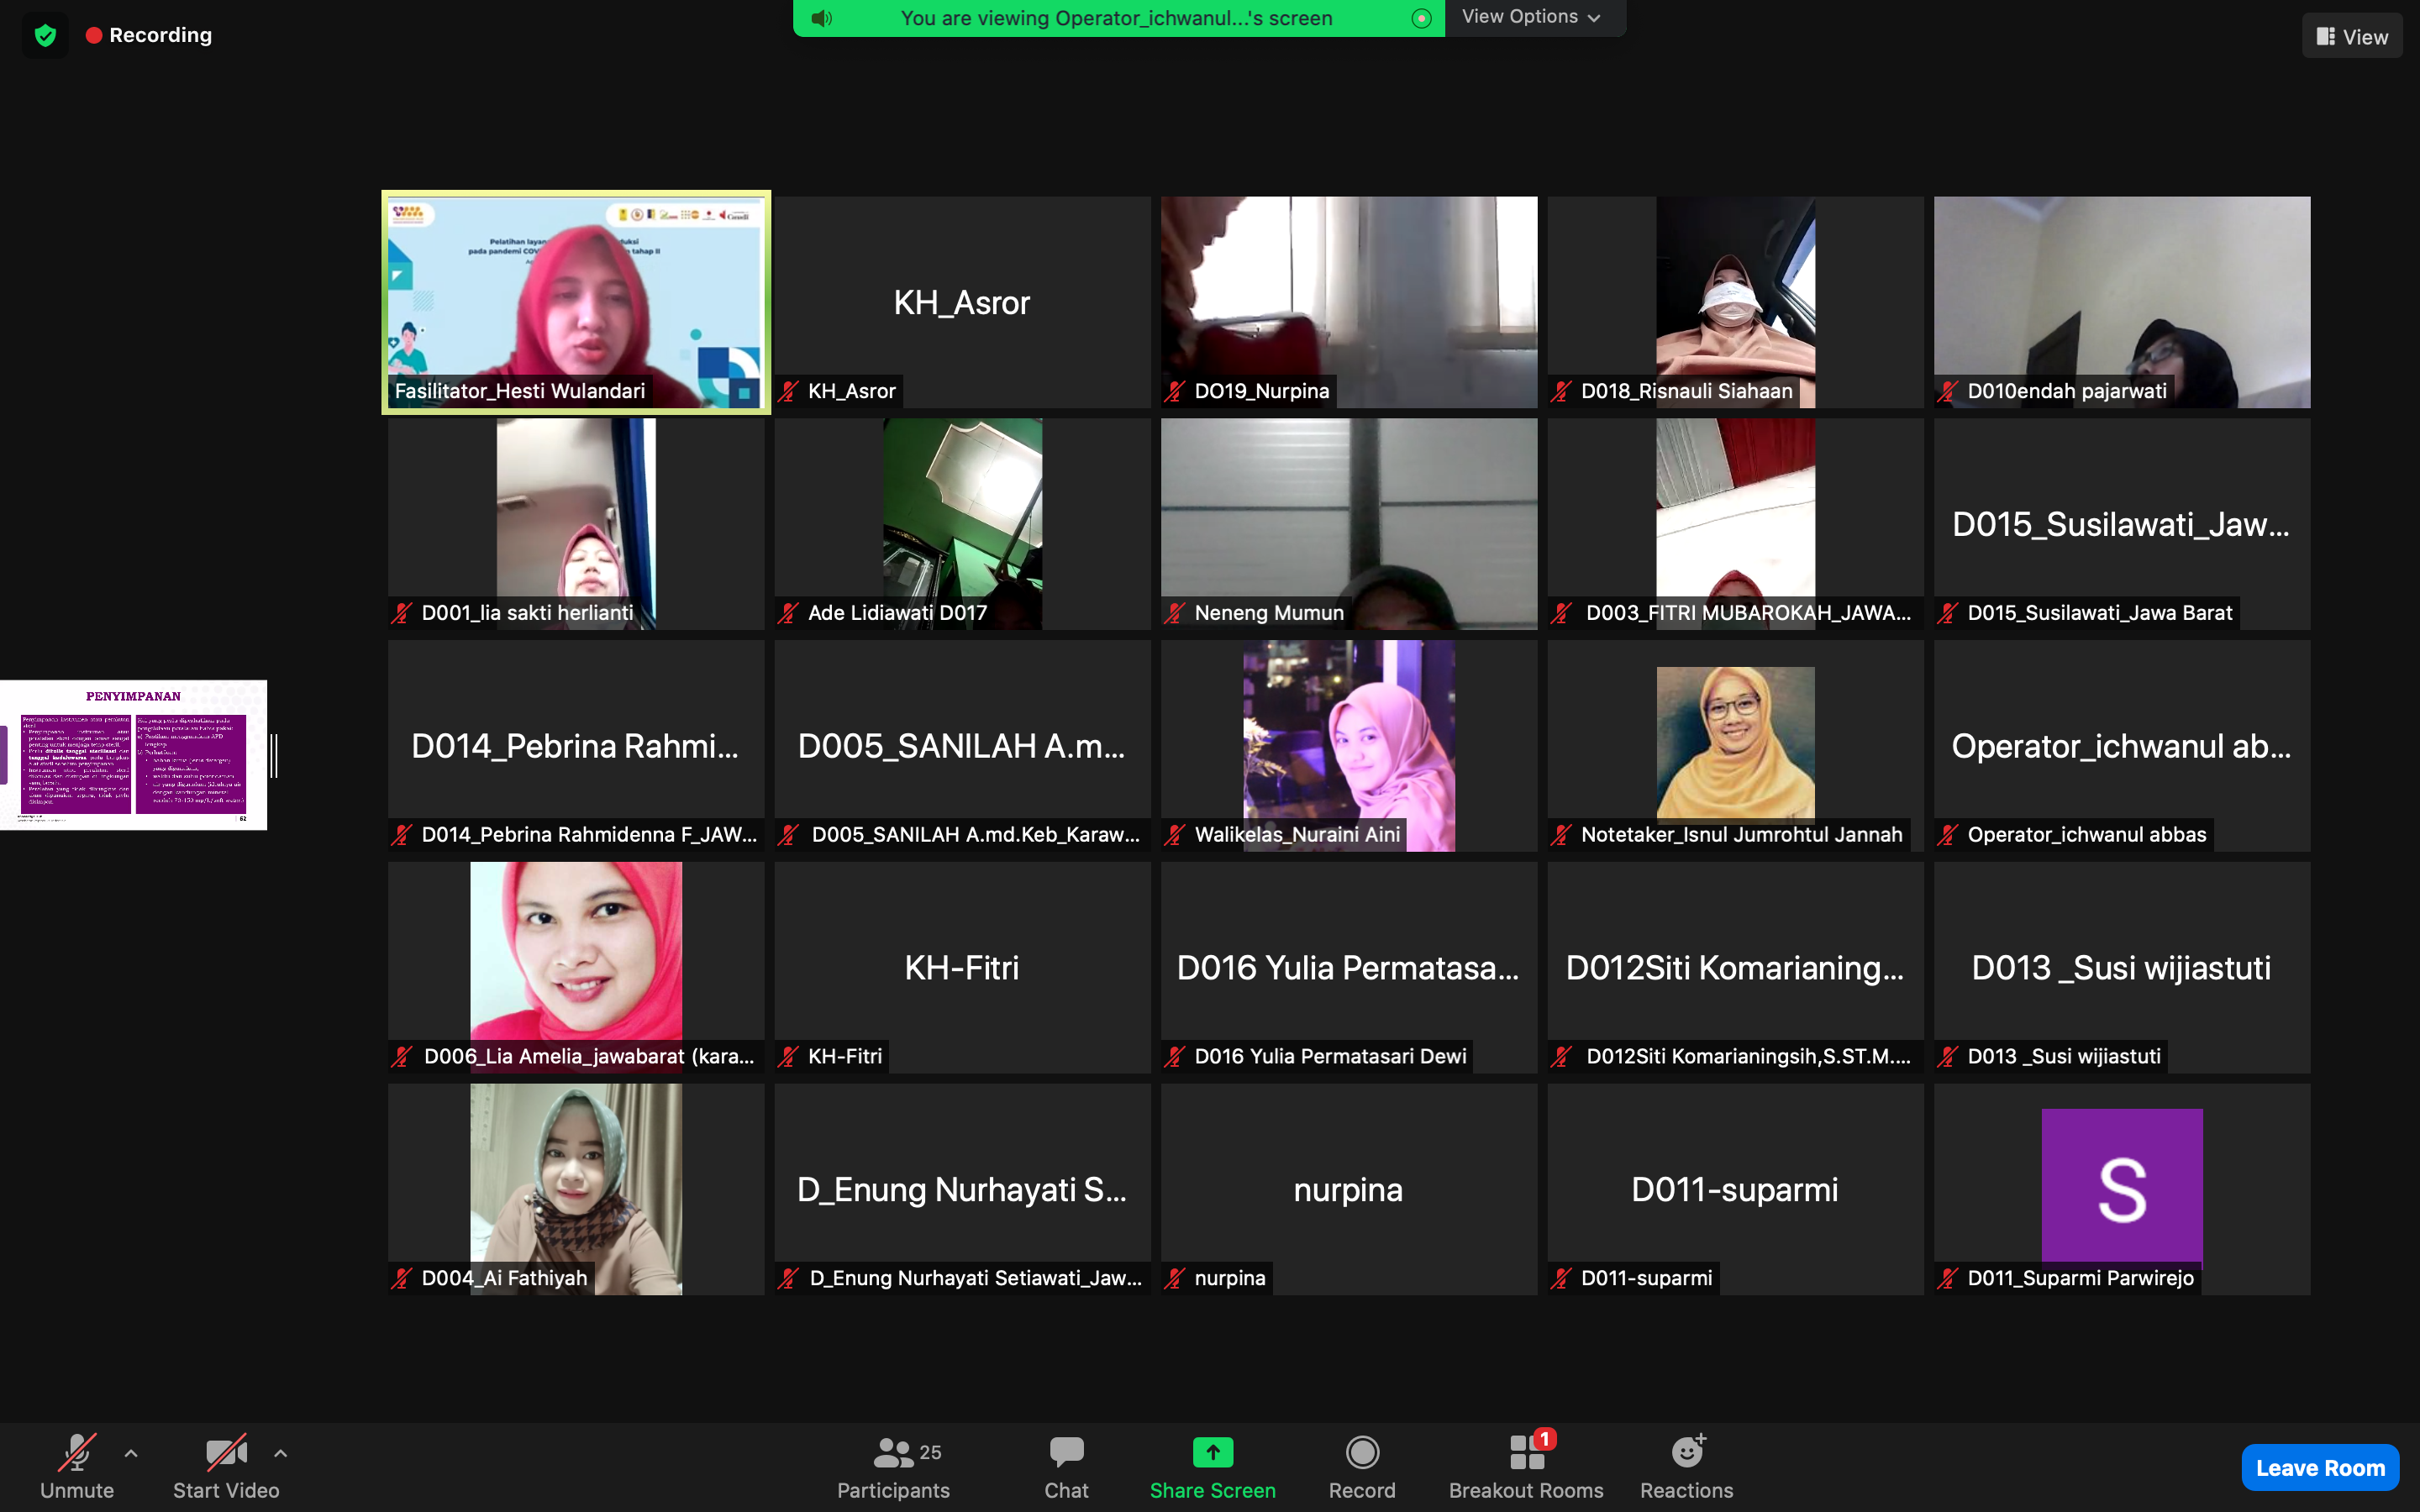 Recording
You are viewing Operator_ichwanul...'s screen
View Options
View
Pelatihan
pada pandemi
tahap II
Canada
Fasilitator_Hesti Wulandari
KH_Asror
KH_Asror
DO19_Nurpina
D018_Risnauli Siahaan
D010endah pajarwati
D001_lia sakti herlianti
Ade Lidiawati D017
Neneng Mumun
D003_FITRI MUBAROKAH_JAWA...
D015_Susilawati_Jaw...
D015_Susilawati_Jawa Barat
PENYIMPANAN
62
D014_Pebrina Rahmi...
D014_Pebrina Rahmidenna F_JAW...
D005_SANILAH A.m...
D005_SANILAH A.md.Keb_Karaw...
Walikelas_Nuraini Aini
Notetaker_Isnul Jumrohtul Jannah
Operator_ichwanul ab...
Operator_ichwanul abbas
D006_Lia Amelia_jawabarat (kara...
KH-Fitri
KH-Fitri
D016 Yulia Permatasa...
D016 Yulia Permatasari Dewi
D012Siti Komarianing...
D012Siti Komarianingsih,S.ST.M....
D013 _Susi wijiastuti
D013 _Susi wijiastuti
D004_Ai Fathiyah
D_Enung Nurhayati S...
D_Enung Nurhayati Setiawati_Jaw...
nurpina
nurpina
D011-suparmi
D011-suparmi
S
D011_Suparmi Parwirejo
Unmute
Start Video
25
Participants
Chat
Share Screen
Record
1
Breakout Rooms
Reactions
Leave Room